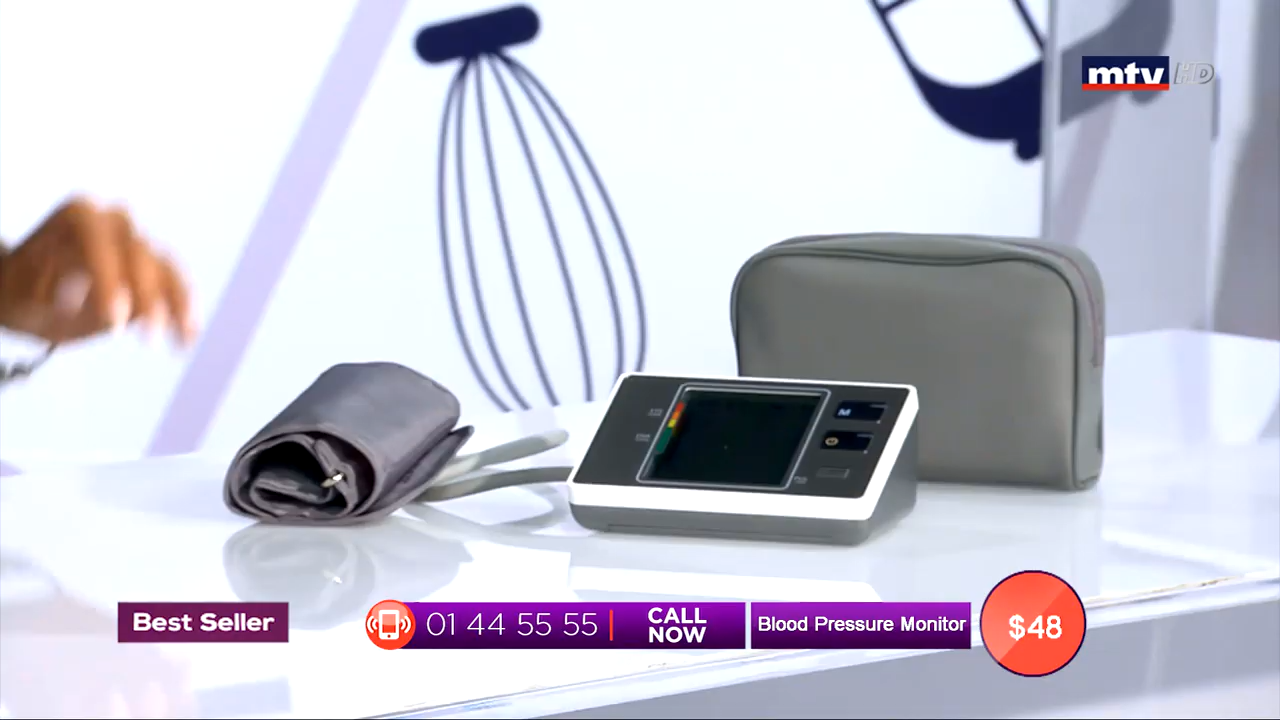 mtv HD
M
Best Seller
01 44 55 55
CALL
NOW
Blood Pressure Monitor
$48